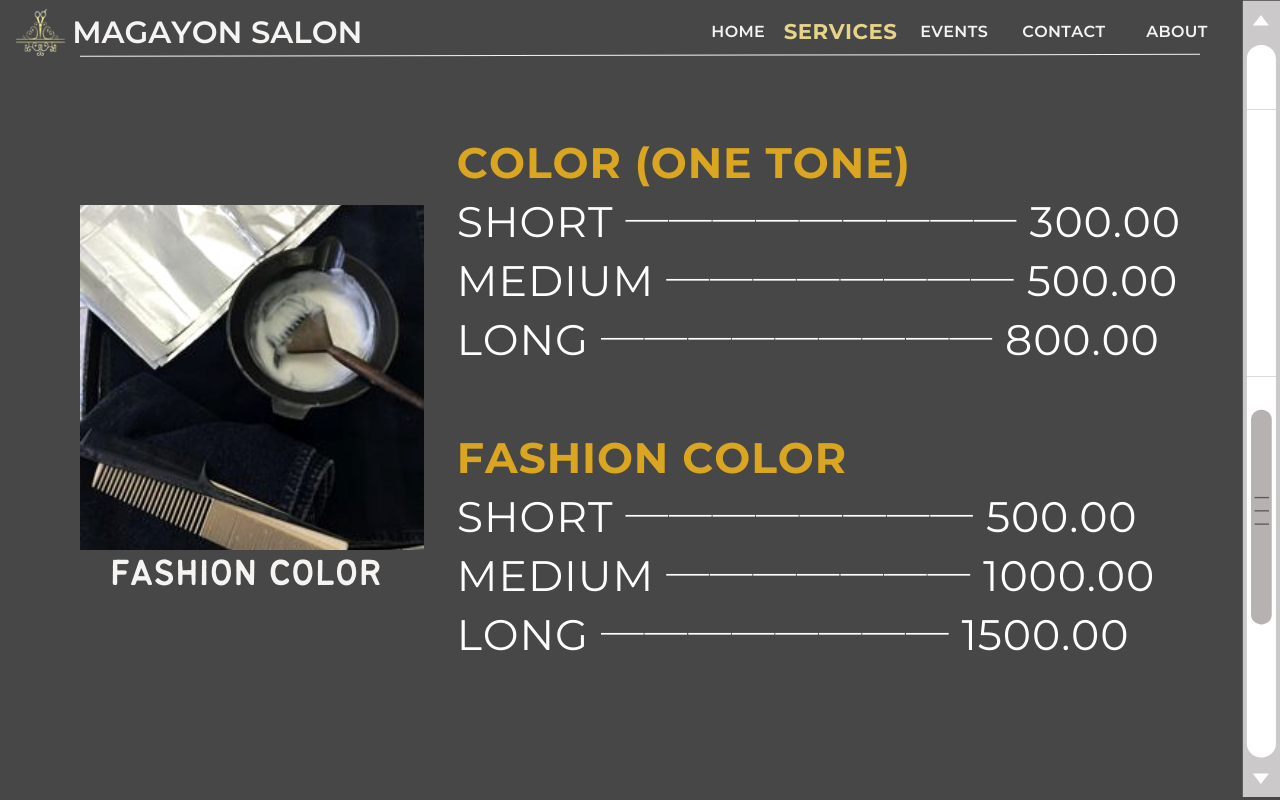 MAGAYON SALON
HOME SERVICES EVENTS CONTACT ABOUT
COLOR (ONE TONE)
SHORT ————————— 300.00
MEDIUM ———————— 500.00
LONG ————————— 800.00
FASHION COLOR
SHORT ———————— 500.00
MEDIUM ——————— 1000.00
LONG ———————— 1500.00
FASHION COLOR